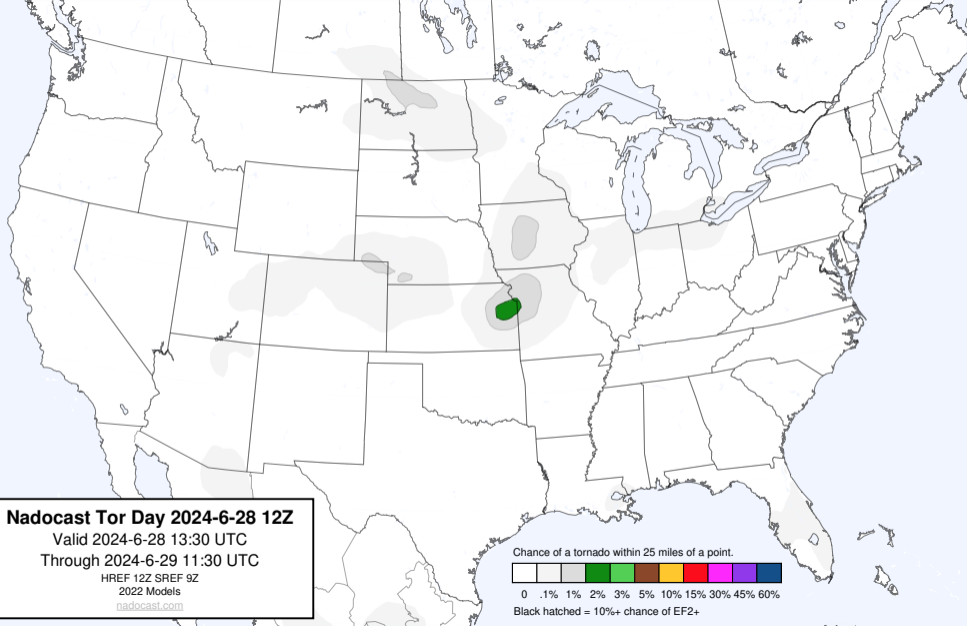 Nadocast Tor Day 2024-6-28 12Z
Valid 2024-6-28 13:30 UTC
Through 2024-6-29 11:30 UTC
HREF 12Z SREF 9Z
2022 Models
nadocast.com
Chance of a tornado within 25 miles of a point.
0 .1% 1% 2% 3% 5% 10% 15% 30% 45% 60%
Black hatched = 10%+ chance of EF2+